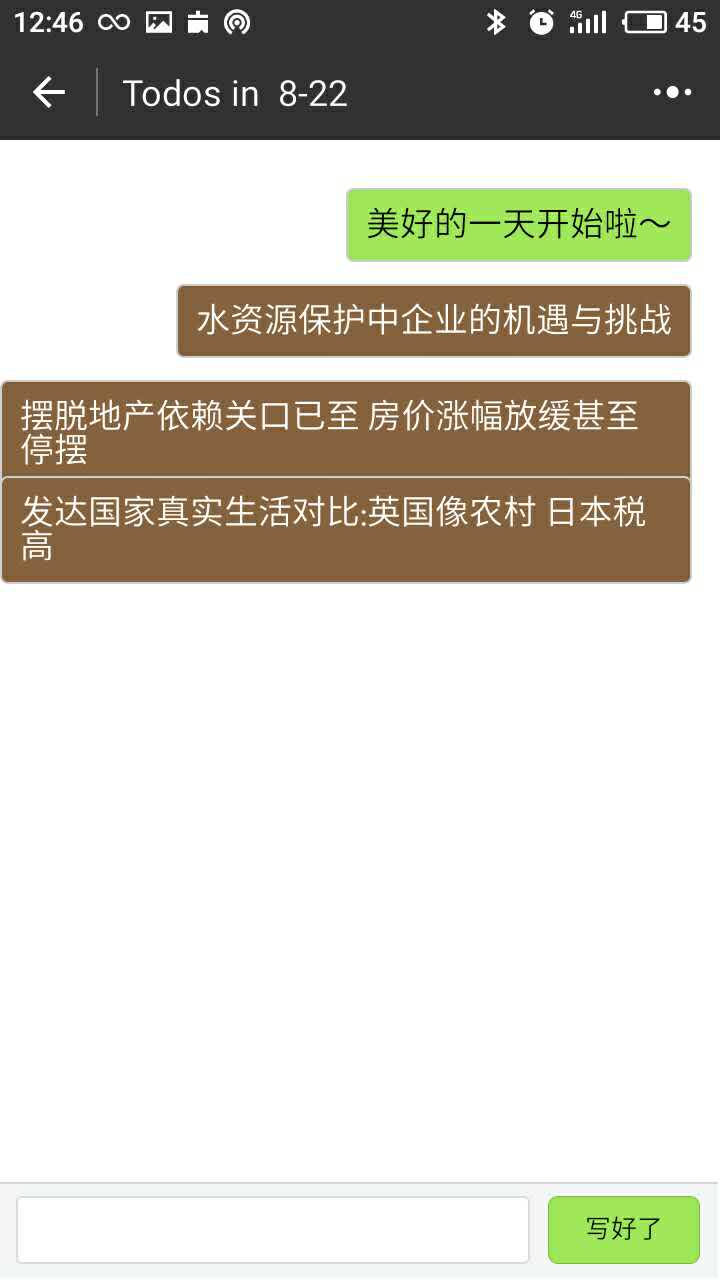 12:46
4G
45
Todos in 8-22
美好的一天开始啦～
水资源保护中企业的机遇与挑战
摆脱地产依赖关口已至 房价涨幅放缓甚至
停摆
发达国家真实生活对比:英国像农村 日本税
高
写好了